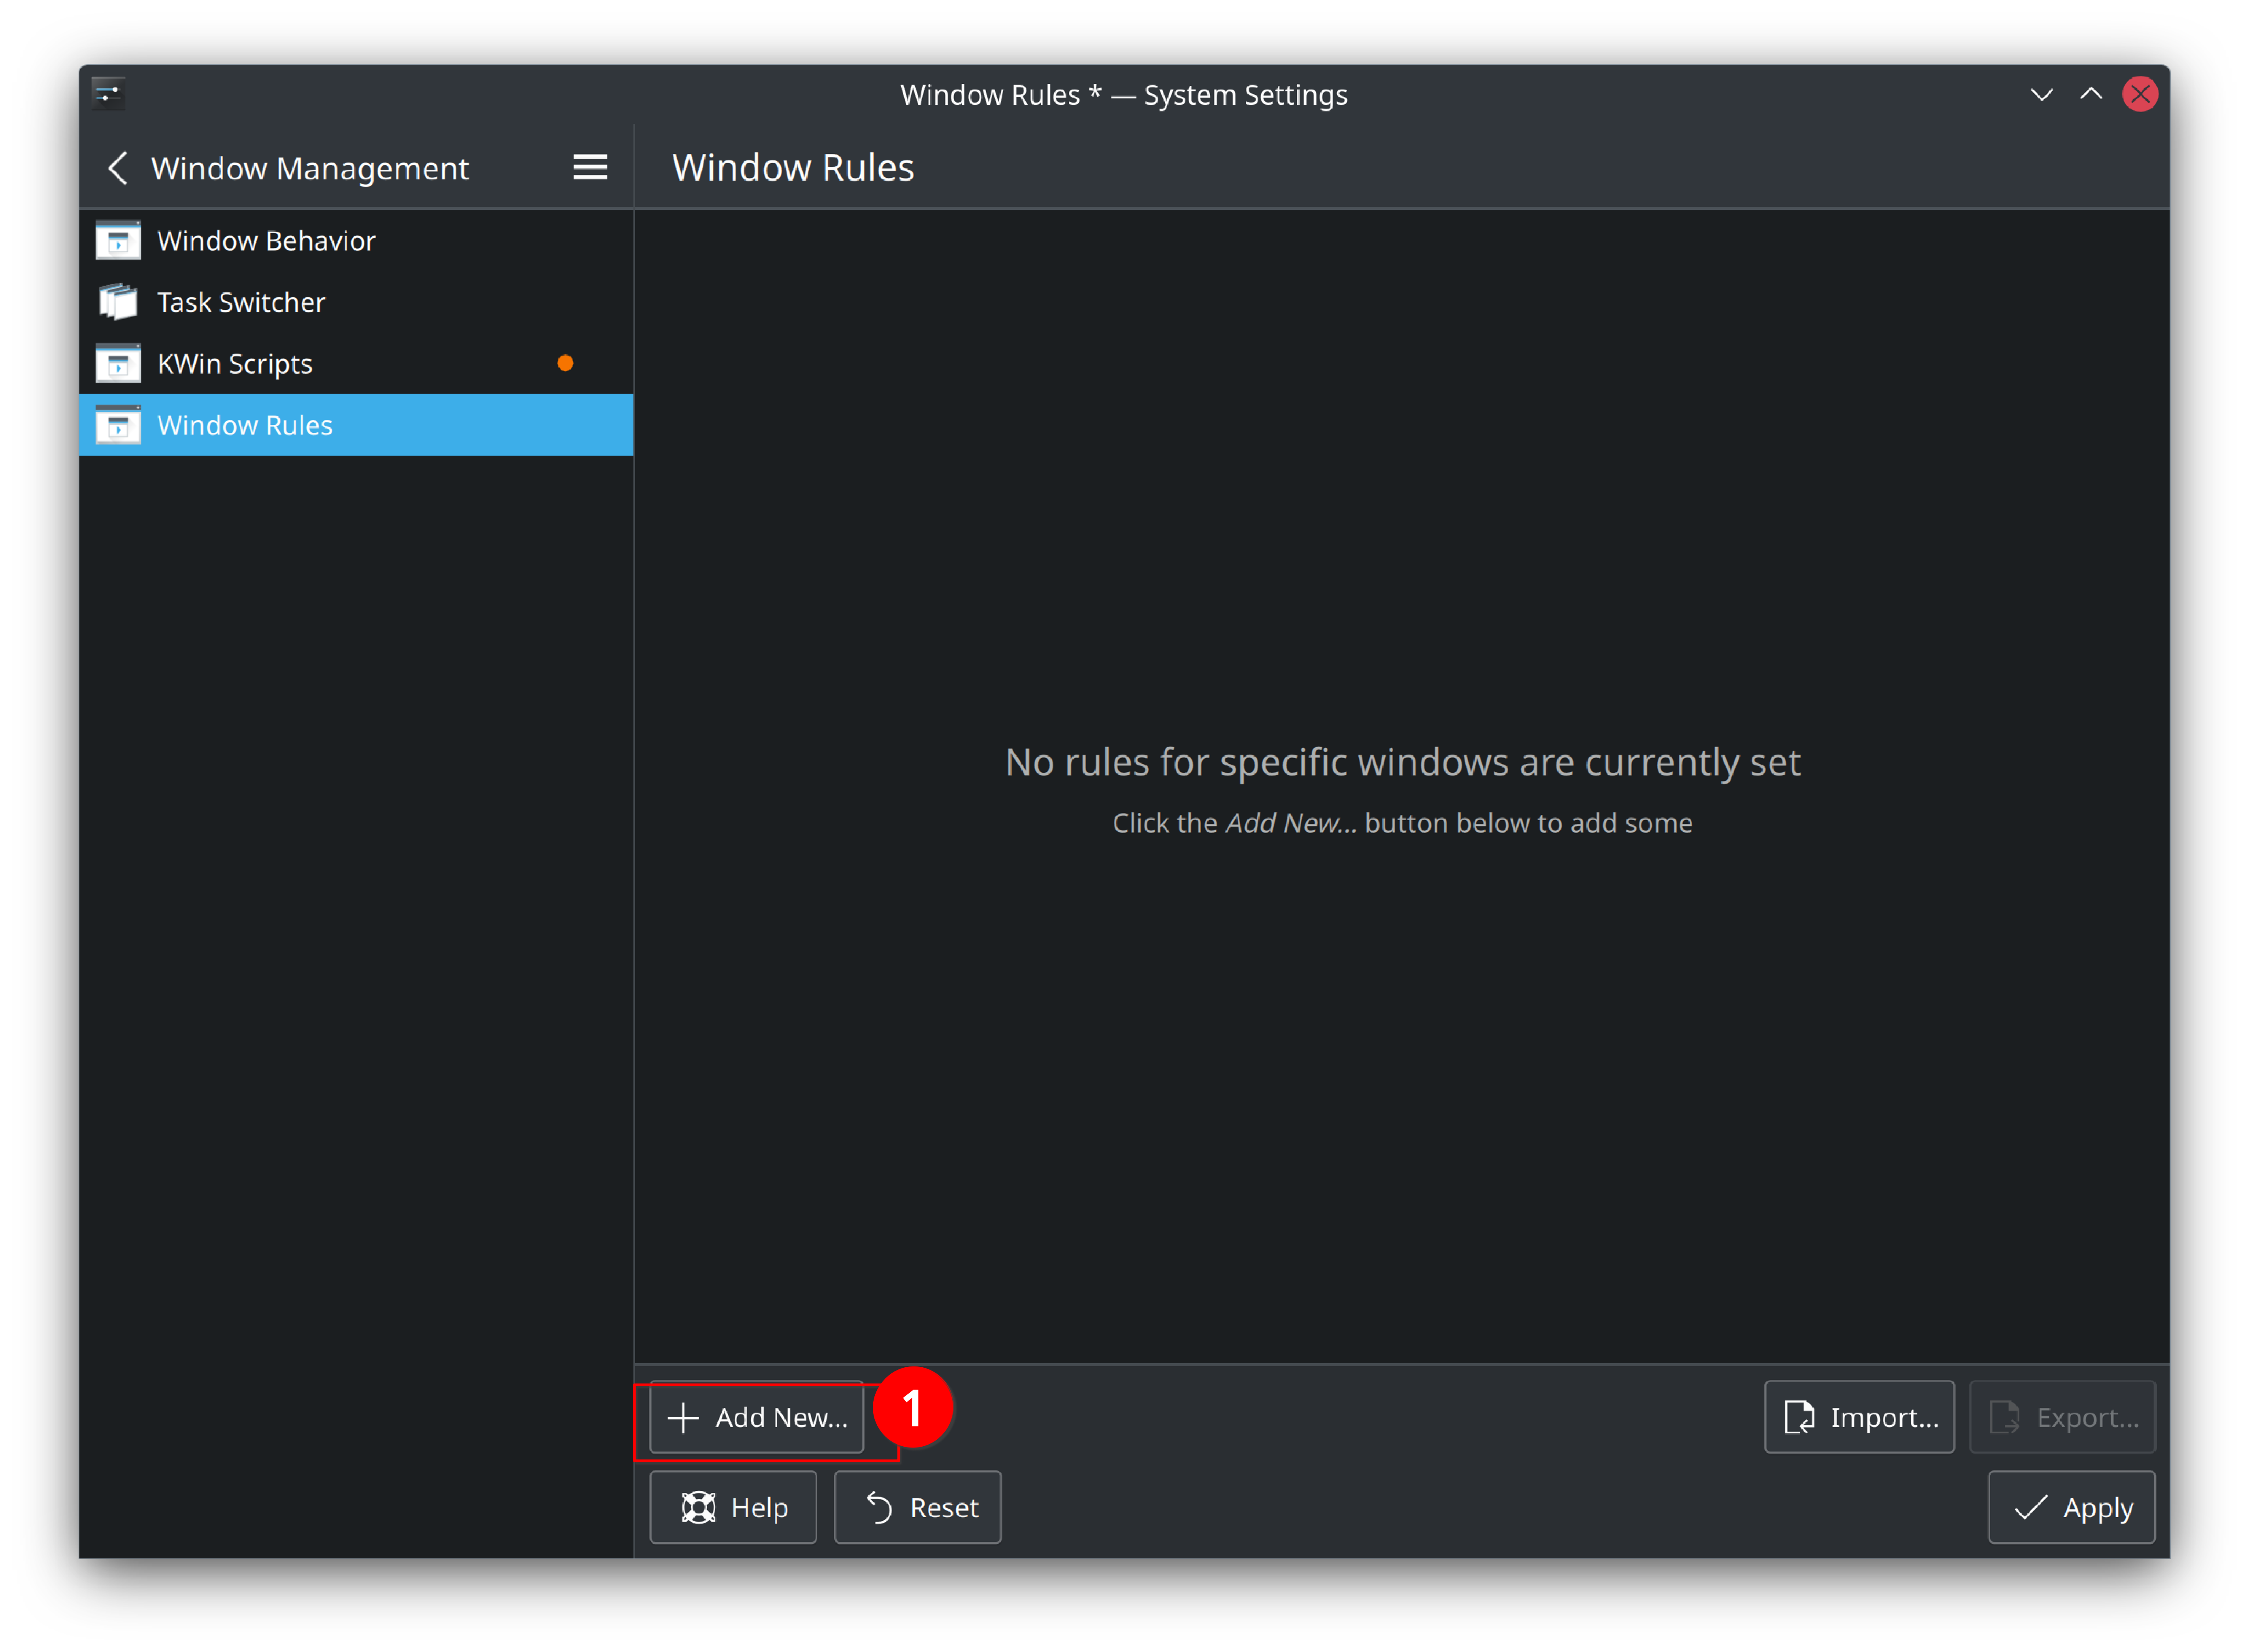 Window Rules * — System Settings
Window Management
Window Rules
Window Behavior
Task Switcher
KWin Scripts
Window Rules
No rules for specific windows are currently set
Click the Add New... button below to add some
Add New...
1
Import...
Export...
Help
Reset
Apply